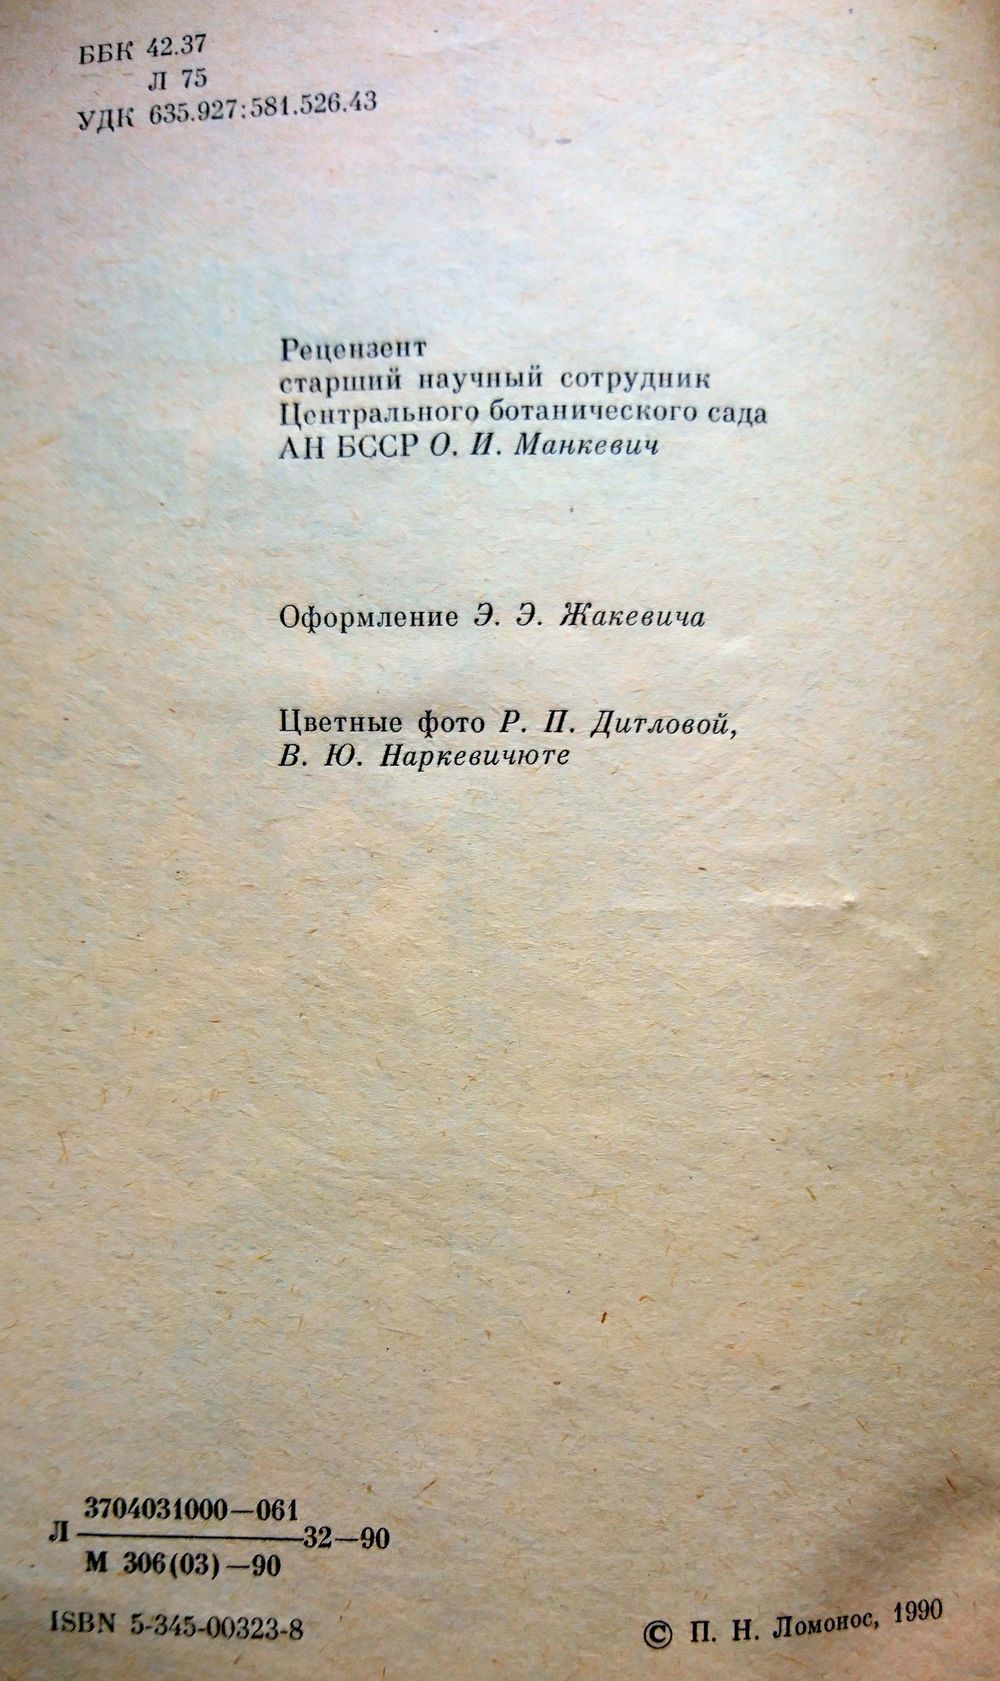 ББК 42.37
Л 75
УДК 635.927:581.526.43
Рецензент
старший научный сотрудник
Центрального ботанического сада
АН БССР О. И. Манкевич
Оформление Э. Э. Жакевича
Цветные фото Р. П. Дитловой,
В. Ю. Наркевичюте
3704031000—061
Л ——————— 32—90
М 306(03)—90
ISBN 5-345-00323-8
© П. Н. Ломонос, 1990